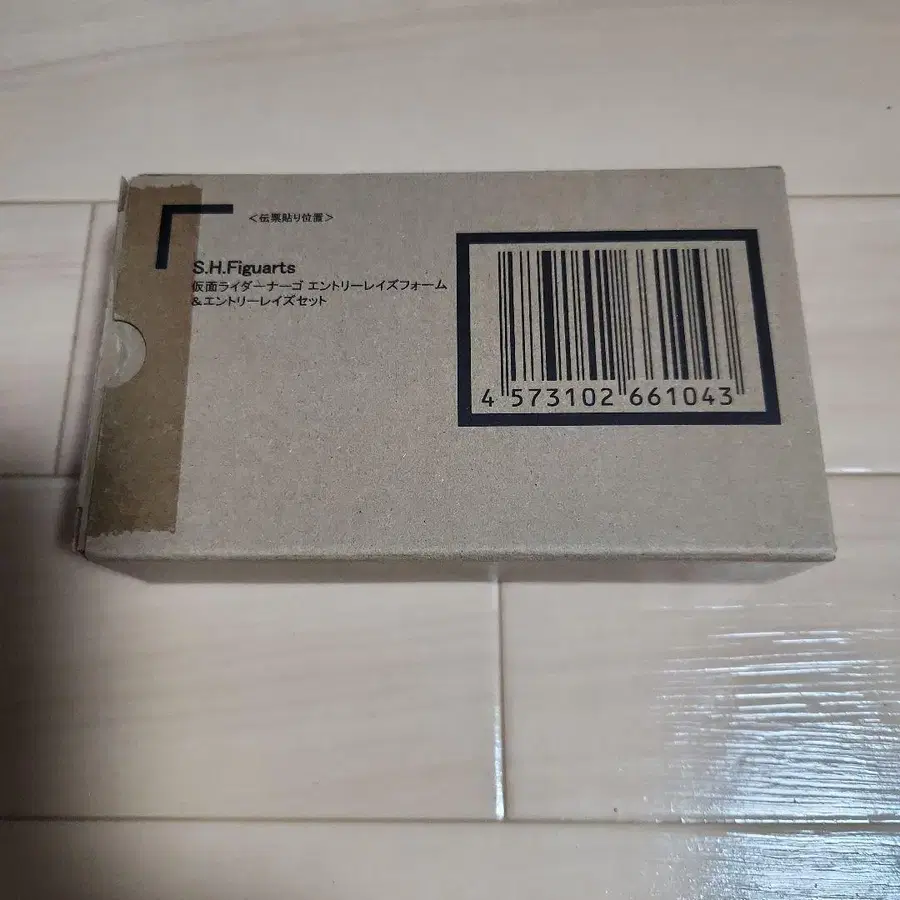 ＜伝票貼り位置＞
S.H.Figuarts
仮面ライダーナーゴ エントリーレイズフォーム
＆エントリーレイズセット
4 573102 661043